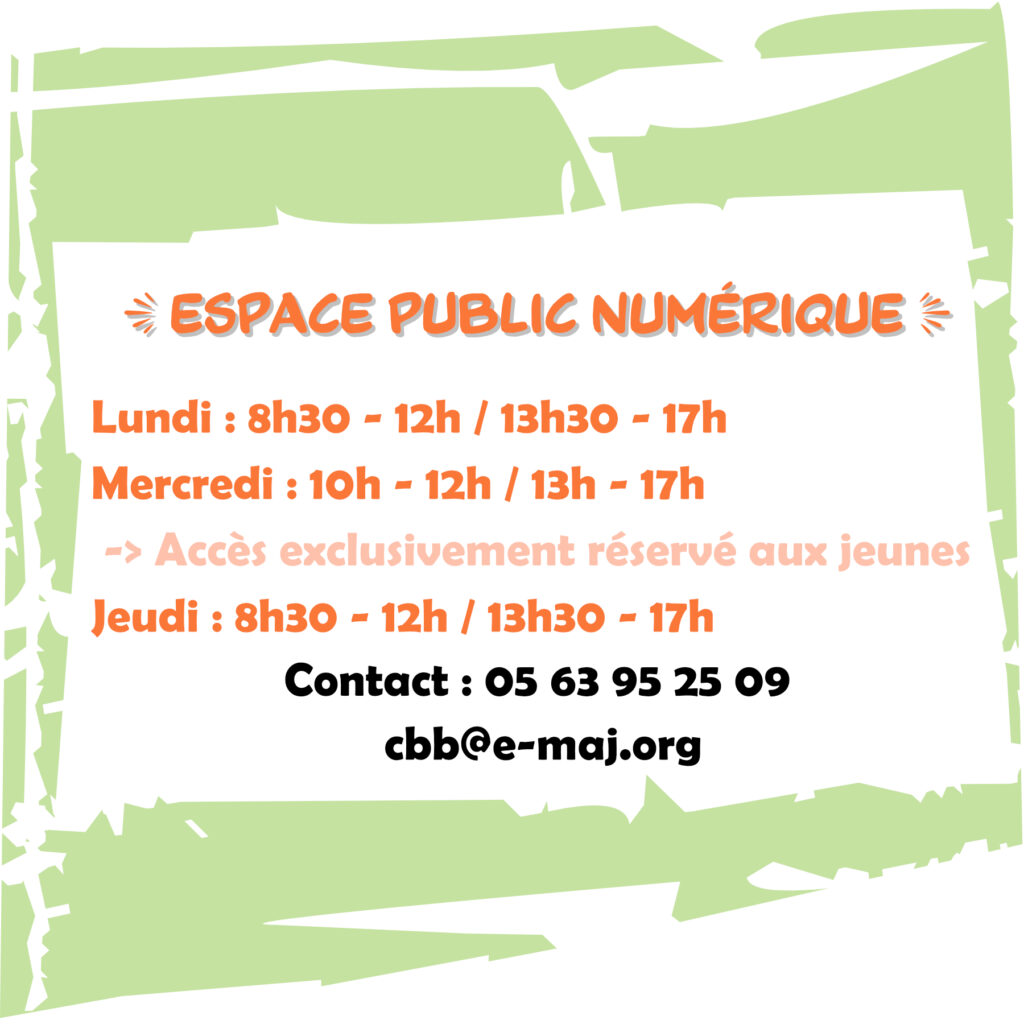 ESPACE PUBLIC NUMÉRIQUE
Lundi : 8h30 - 12h / 13h30 - 17h
Mercredi : 10h - 12h / 13h - 17h
-> Accès exclusivement réservé aux jeunes
Jeudi : 8h30 - 12h / 13h30 - 17h
Contact : 05 63 95 25 09
cbb@e-maj.org